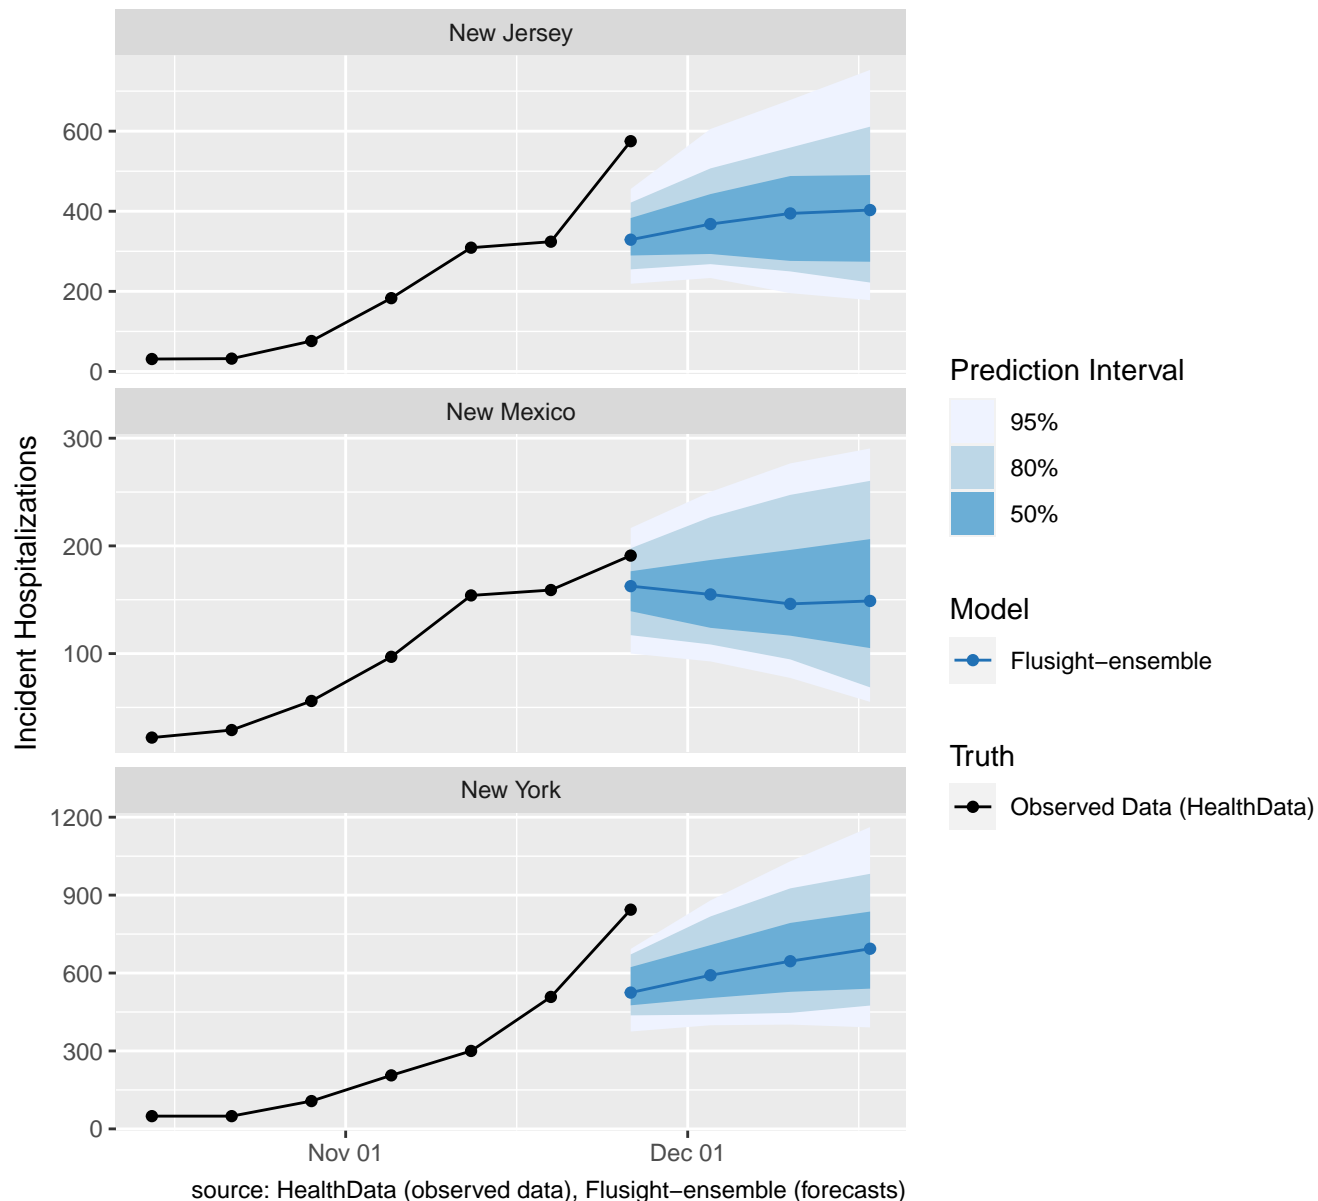 New Jersey
600
400
200
0
New Mexico
300
200
100
New York
1200
900
600
300
0
Nov 01
Dec 01
Incident Hospitalizations
source: HealthData (observed data), Flusight−ensemble (forecasts)
Prediction Interval
95%
80%
50%
Model
Flusight−ensemble
Truth
Observed Data (HealthData)